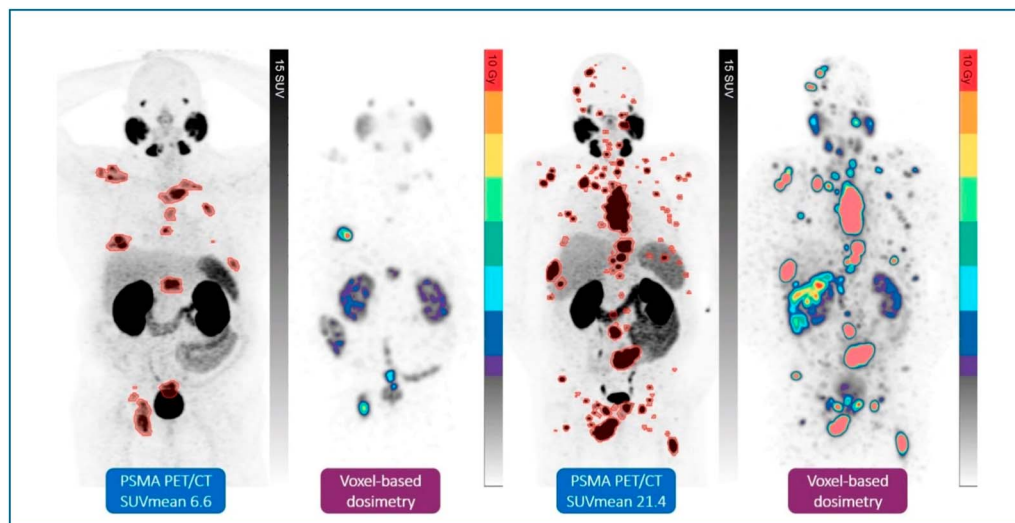 15 SUV
10 Gy
15 SUV
10 Gy
PSMA PET/CT
SUVmean 6.6
Voxel-based
dosimetry
PSMA PET/CT
SUVmean 21.4
Voxel-based
dosimetry